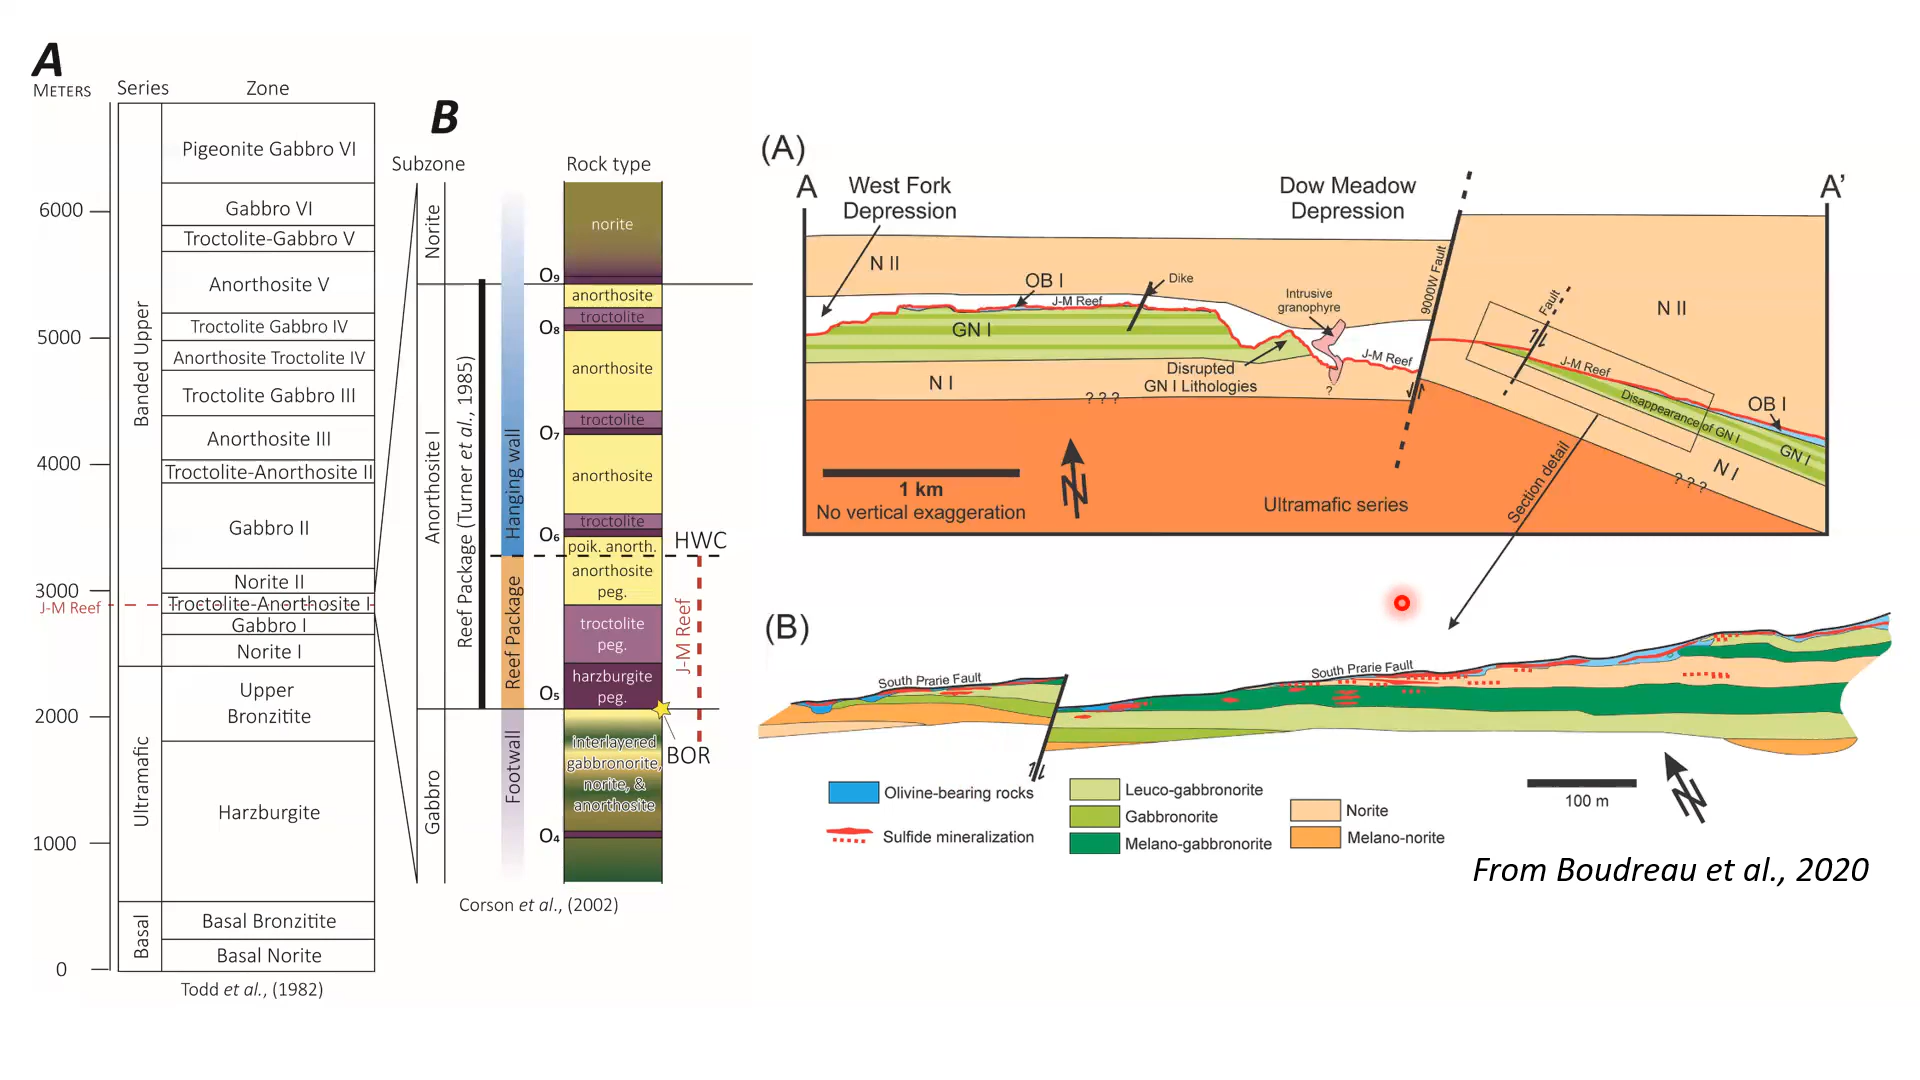 A
METERS
Series
Zone
Pigeonite Gabbro VI
6000
Gabbro VI
Troctolite-Gabbro V
Anorthosite V
Troctolite Gabbro IV
5000
Anorthosite Troctolite IV
Troctolite Gabbro III
Anorthosite III
4000
Troctolite-Anorthosite II
Gabbro II
3000
Norite II
J-M Reef
Troctolite-Anorthosite I
Gabbro I
Norite I
Upper
Bronzitite
2000
Harzburgite
1000
Basal Bronzitite
Basal Norite
0
Banded Upper
Ultramafic
Basal
Todd et al., (1982)
B
Subzone
Rock type
Norite
Anorthosite I
Gabbro
Reef Package (Turner et al., 1985)
Hanging wall
Reef Package
Footwall
norite
O₉
anorthosite
troctolite
O₈
anorthosite
troctolite
O₇
anorthosite
troctolite
O₆
poik. anorth.
HWC
anorthosite
peg.
troctolite
peg.
J-M Reef
harzburgite
peg.
O₅
BOR
interlayered
gabbronorite,
norite, &
anorthosite
O₄
Corson et al., (2002)
(A)
A
West Fork
Depression
Dow Meadow
Depression
A'
N II
OB I
J-M Reef
Dike
Intrusive
granophyre
9000W Fault
Fault
N II
GN I
Disrupted
GN I Lithologies
J-M Reef
?
N I
? ? ?
J-M Reef
Disappearance of GN I
OB I
GN I
N I
? ? ?
1 km
No vertical exaggeration
N
Ultramafic series
Section detail
(B)
South Prarie Fault
South Prarie Fault
Olivine-bearing rocks
Sulfide mineralization
Leuco-gabbronorite
Gabbronorite
Melano-gabbronorite
Norite
Melano-norite
100 m
N
From Boudreau et al., 2020